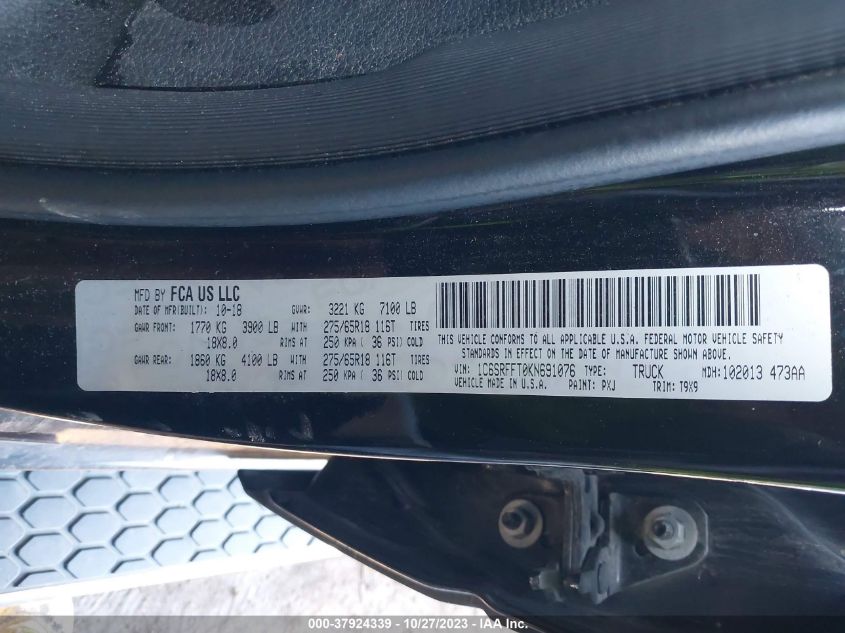 MFD BY FCA US LLC
DATE OF MFR(BUILT): 10-18 GVWR: 3221 KG 7100 LB
GAWR FRONT: 1770 KG 3900 LB WITH 275/65R18 116T TIRES
18X8.0 RIMS AT 250 KPA ( 36 PSI) COLD
GAWR REAR: 1860 KG 4100 LB WITH 275/65R18 116T TIRES
18X8.0 RIMS AT 250 KPA ( 36 PSI) COLD
THIS VEHICLE CONFORMS TO ALL APPLICABLE U.S.A. FEDERAL MOTOR VEHICLE SAFETY
STANDARDS IN EFFECT ON THE DATE OF MANUFACTURE SHOWN ABOVE.
VIN: 1C6SRFFT0KN691076 TYPE: TRUCK MDH: 102013 473AA
VEHICLE MADE IN U.S.A. PAINT: PXJ TRIM: T9X9
000-37924339 - 10/27/2023 - 1C6SRFFT0KN691076